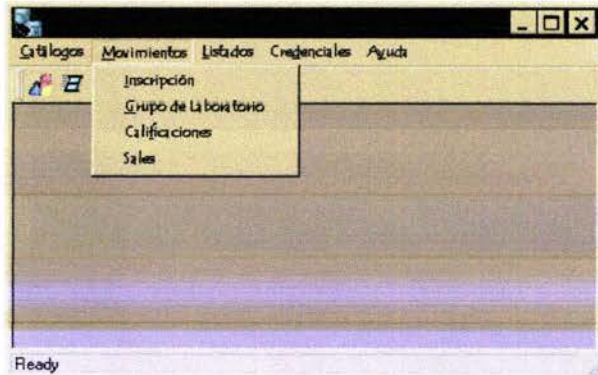 Catálogos Movimientos Listados Credenciales Ayuda
Inscripción
Grupo de Laboratorio
Calificaciones
Sales
Ready